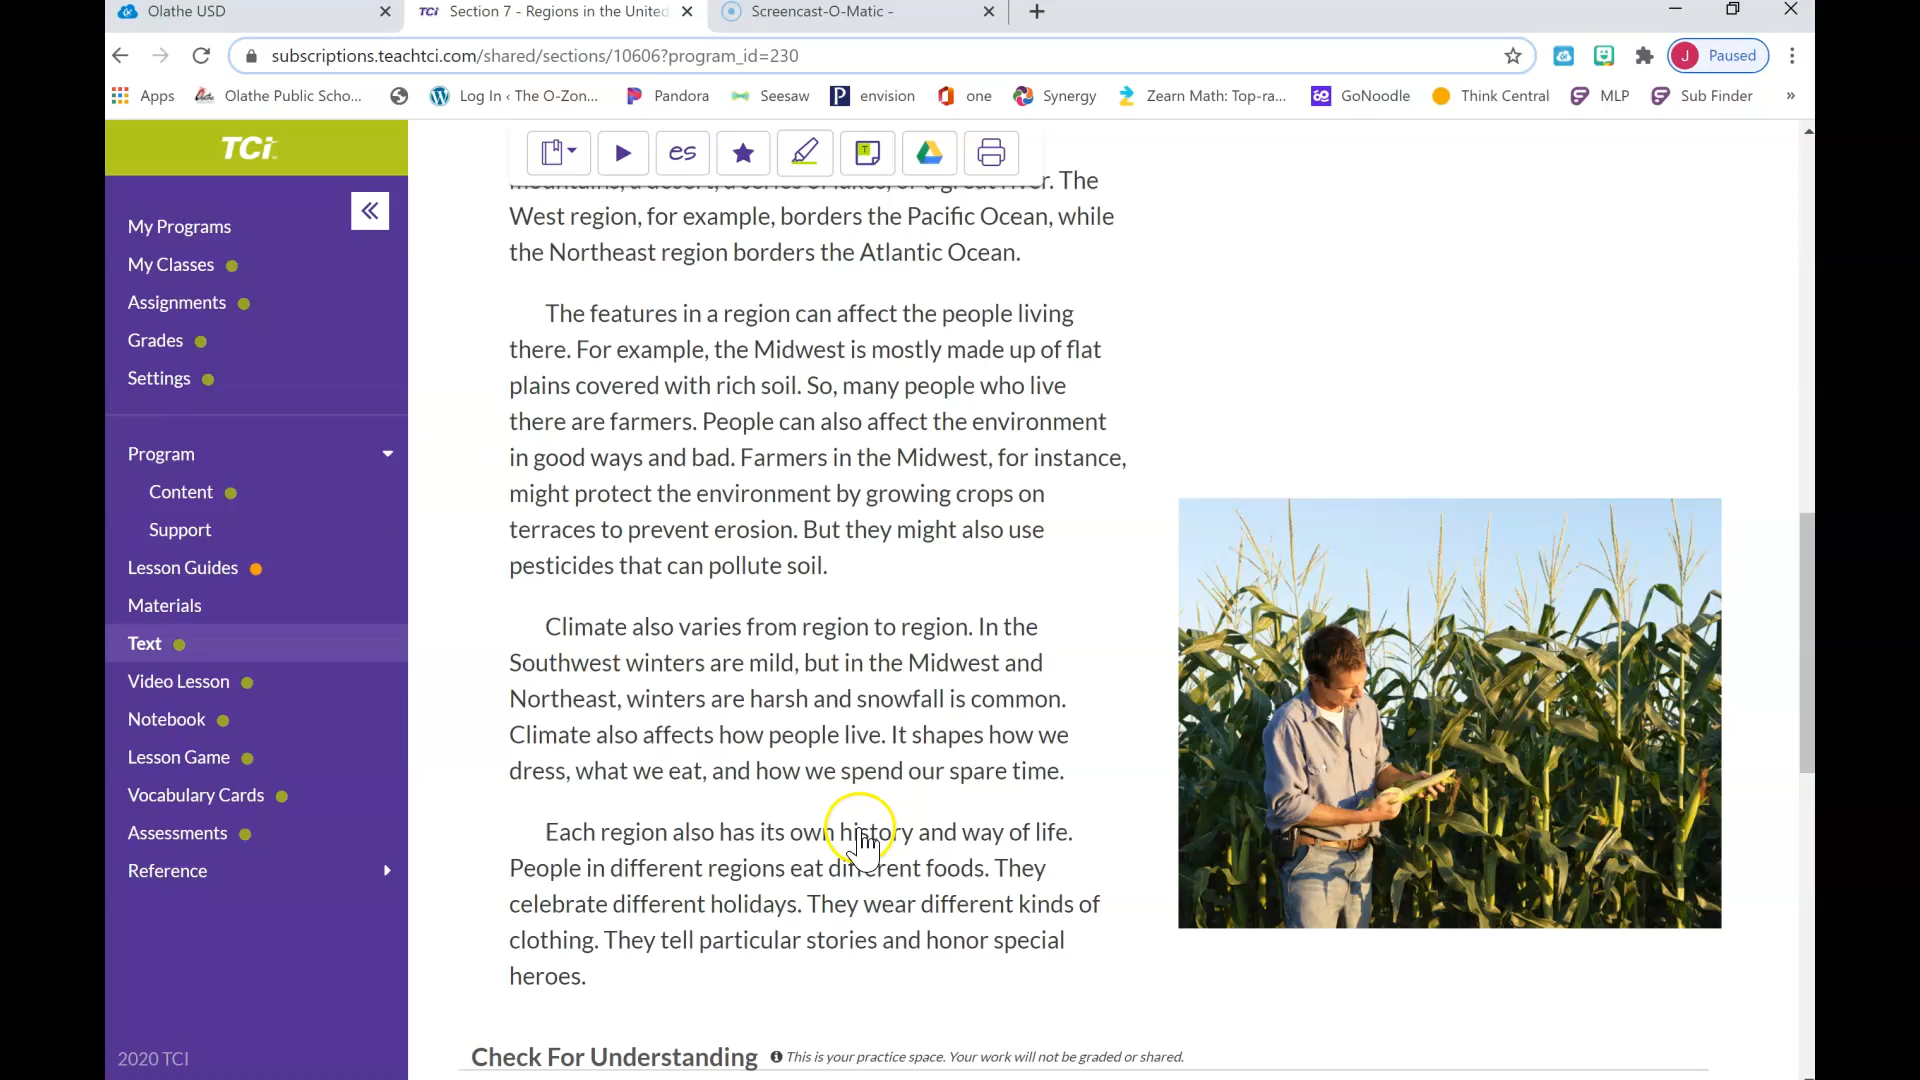 Olathe USD
TCi Section 7 - Regions in the United
Screencast-O-Matic -
subscriptions.teachtci.com/shared/sections/10606?program_id=230
J Paused
Apps Olathe Public Scho... Log In ‹ The O-Zon... Pandora Seesaw envision one Synergy Zearn Math: Top-ra... GoNoodle Think Central MLP Sub Finder »
TCi
My Programs
My Classes
Assignments
Grades
Settings
Program
Content
Support
Lesson Guides
Materials
Text
Video Lesson
Notebook
Lesson Game
Vocabulary Cards
Assessments
Reference
2020 TCI
es
T
mountains, a desert, a series of lakes, or a great river. The
West region, for example, borders the Pacific Ocean, while
the Northeast region borders the Atlantic Ocean.
The features in a region can affect the people living
there. For example, the Midwest is mostly made up of flat
plains covered with rich soil. So, many people who live
there are farmers. People can also affect the environment
in good ways and bad. Farmers in the Midwest, for instance,
might protect the environment by growing crops on
terraces to prevent erosion. But they might also use
pesticides that can pollute soil.
Climate also varies from region to region. In the
Southwest winters are mild, but in the Midwest and
Northeast, winters are harsh and snowfall is common.
Climate also affects how people live. It shapes how we
dress, what we eat, and how we spend our spare time.
Each region also has its own history and way of life.
People in different regions eat different foods. They
celebrate different holidays. They wear different kinds of
clothing. They tell particular stories and honor special
heroes.
Check For Understanding This is your practice space. Your work will not be graded or shared.